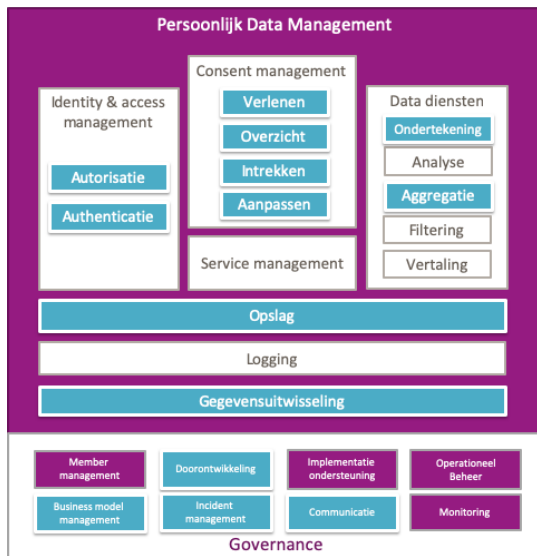 Persoonlijk Data Management
Identity & access
management
Autorisatie
Authenticatie
Consent management
Verlenen
Overzicht
Intrekken
Aanpassen
Service management
Data diensten
Ondertekening
Analyse
Aggregatie
Filtering
Vertaling
Opslag
Logging
Gegevensuitwisseling
Member
management
Doorontwikkeling
Implementatie
ondersteuning
Operationeel
Beheer
Business model
management
Incident
management
Communicatie
Monitoring
Governance